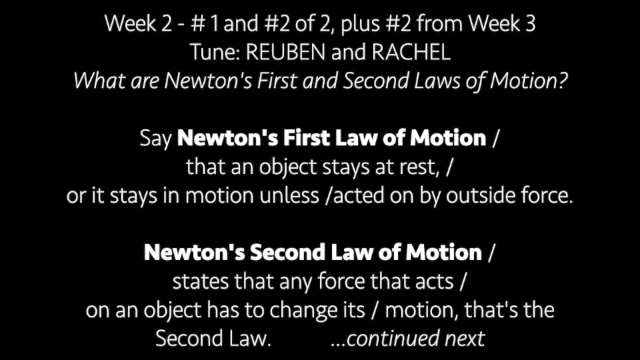 Week 2 - #1 and #2 of 2, plus #2 from Week 3
Tune: REUBEN and RACHEL
What are Newton's First and Second Laws of Motion?
Say Newton's First Law of Motion /
that an object stays at rest, /
or it stays in motion unless /acted on by outside force.
Newton's Second Law of Motion /
states that any force that acts /
on an object has to change its / motion, that's the
Second Law. ...continued next